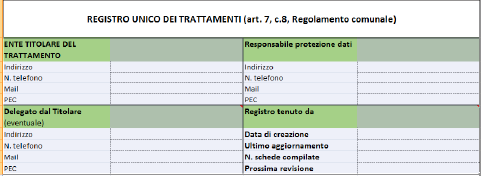 REGISTRO UNICO DEI TRATTAMENTI (art. 7, c.8, Regolamento comunale)
ENTE TITOLARE DEL TRATTAMENTO
Indirizzo
N. telefono
Mail
PEC
Responsabile protezione dati
Indirizzo
N. telefono
Mail
PEC
Delegato dal Titolare
(eventuale)
Indirizzo
N. telefono
Mail
PEC
Registro tenuto da
Data di creazione
Ultimo aggiornamento
N. schede compilate
Prossima revisione